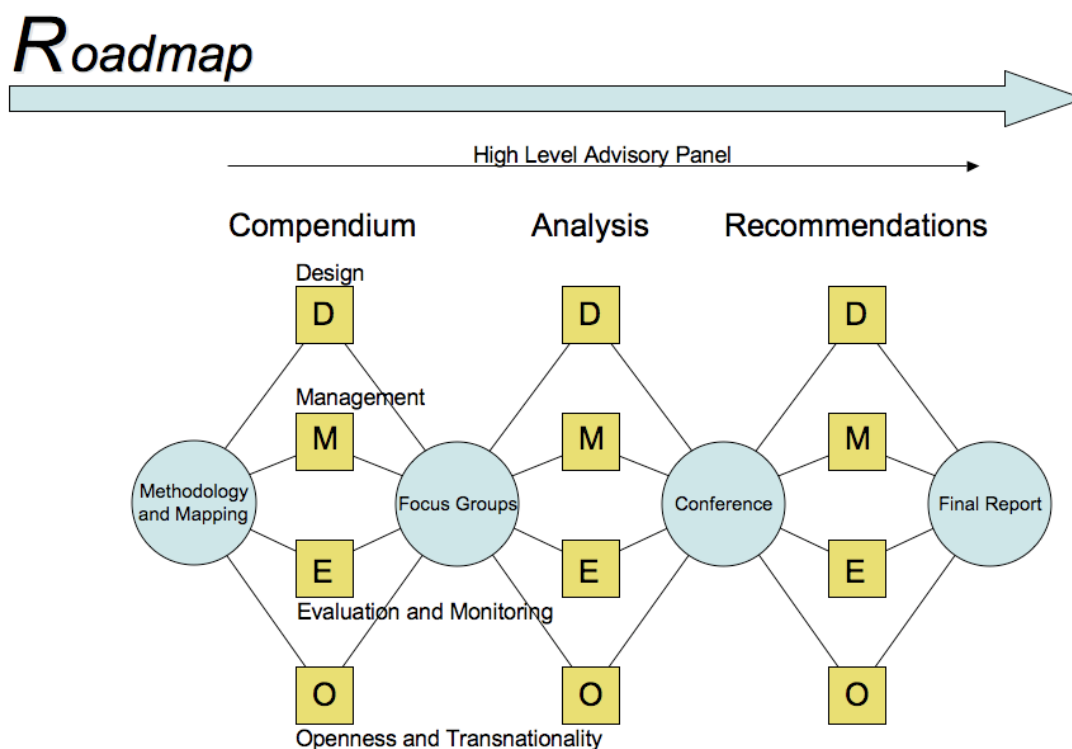 Roadmap
High Level Advisory Panel
Compendium
Analysis
Recommendations
Design
D
D
D
Management
M
M
M
Methodology
and Mapping
Focus Groups
Conference
Final Report
E
E
E
Evaluation and Monitoring
O
O
O
Openness and Transnationality